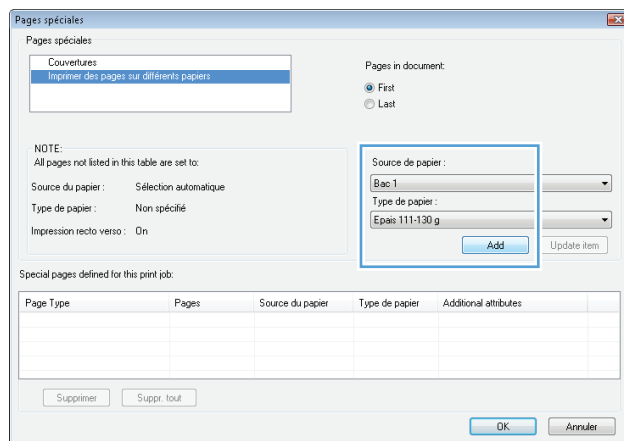 Pages spéciales
Pages spéciales
Couvertures
Imprimer des pages sur différents papiers
Pages in document:
First
Last
NOTE:
All pages not listed in this table are set to:
Source du papier : Sélection automatique
Type de papier : Non spécifié
Impression recto verso : On
Source de papier :
Bac 1
Type de papier :
Epais 111-130 g
Add Update item
Special pages defined for this print job:
Page Type Pages Source du papier Type de papier Additional attributes
Supprimer Suppr. tout
OK Annuler